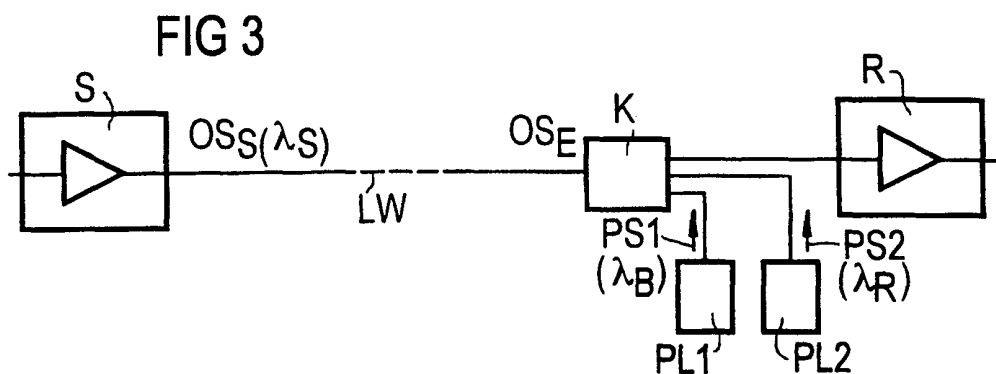 FIG 3
S
OSS(λS)
LW
OSE
K
R
PS1
(λB)
PS2
(λR)
PL1
PL2